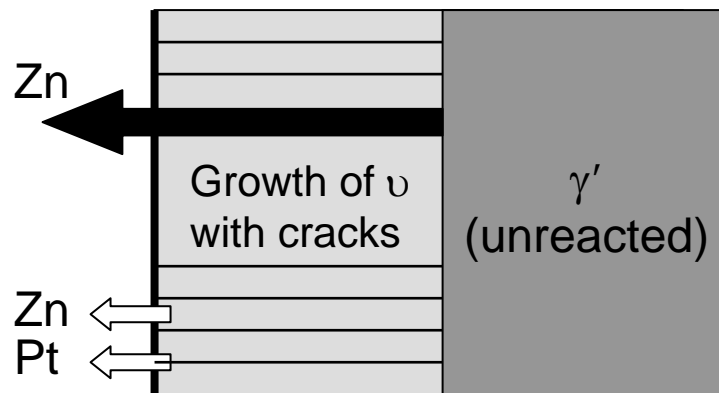 Zn
Growth of υ
with cracks
γ′
(unreacted)
Zn
Pt